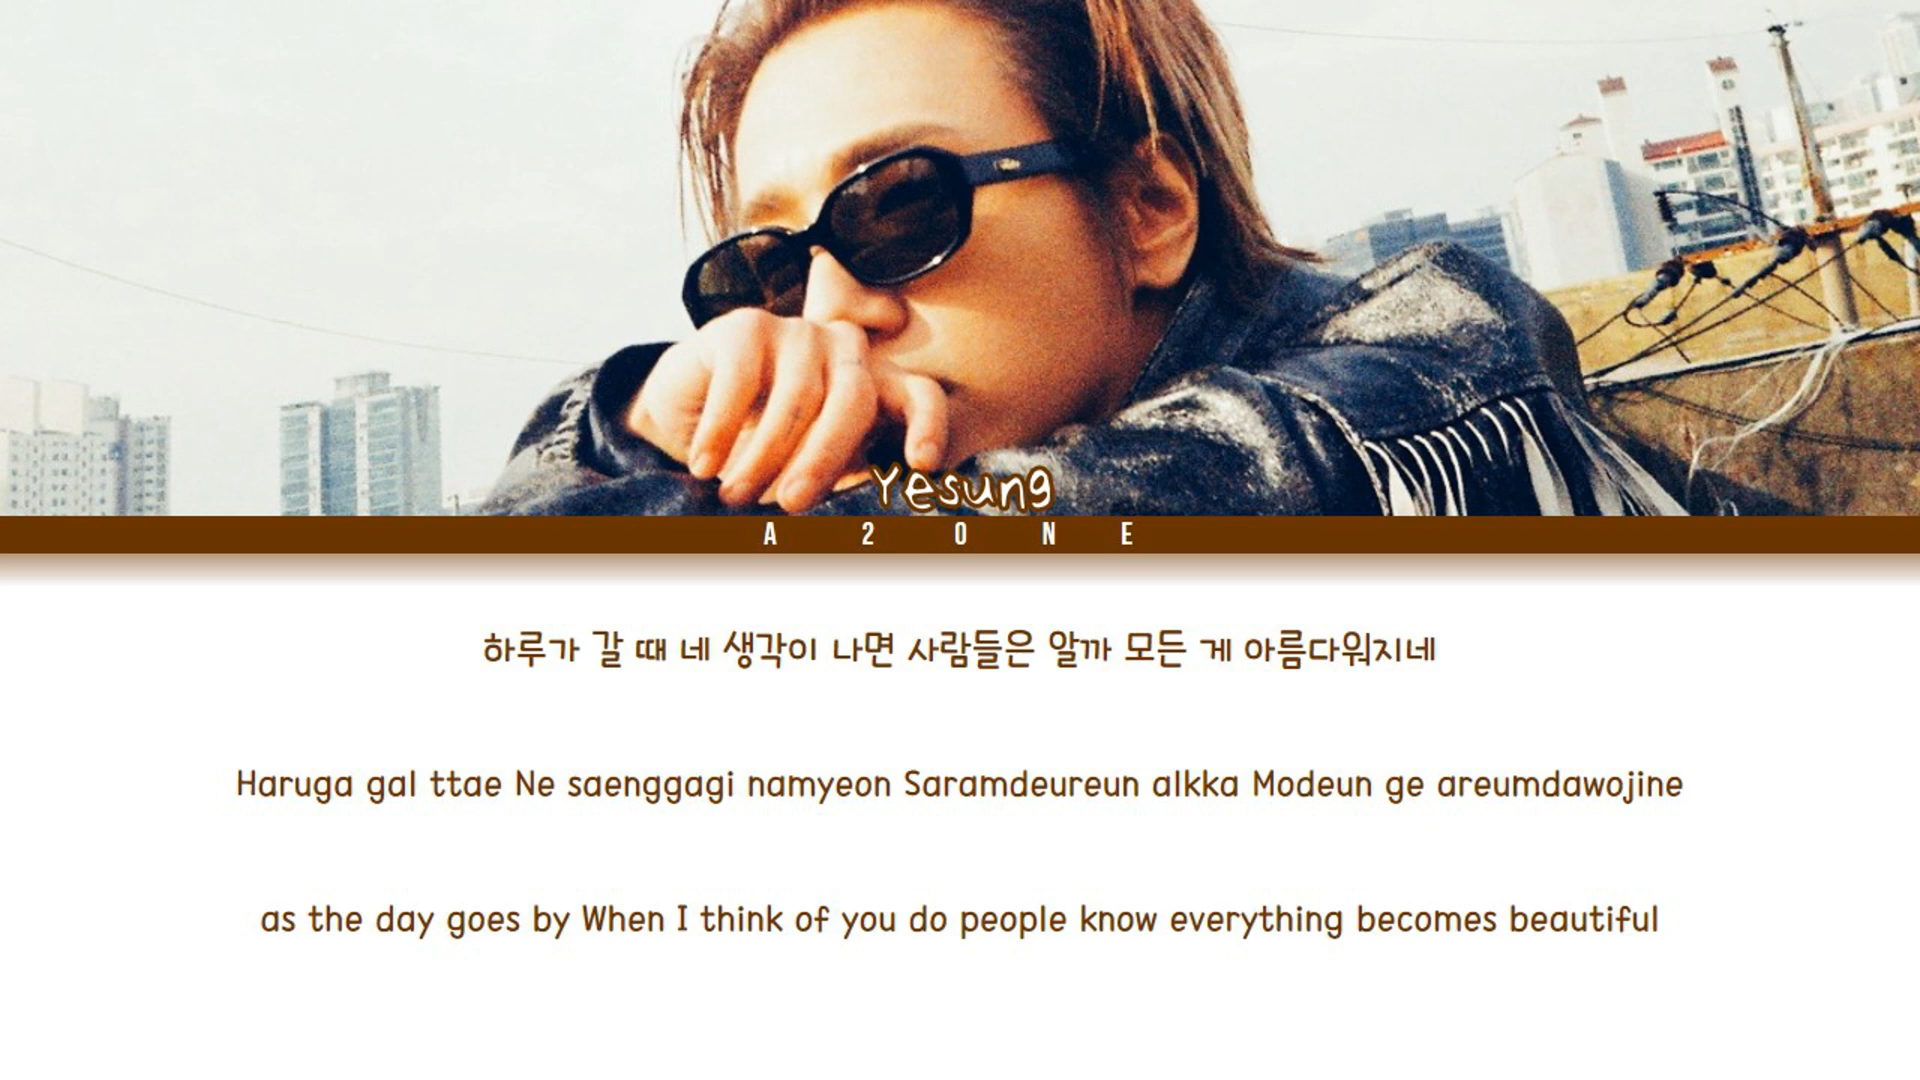 Yesung
A 2 O N E
하루가 갈 때 네 생각이 나면 사람들은 알까 모든 게 아름다워지네
Haruga gal ttae Ne saenggagi namyeon Saramdeureun alkka Modeun ge areumdawojine
as the day goes by When I think of you do people know everything becomes beautiful